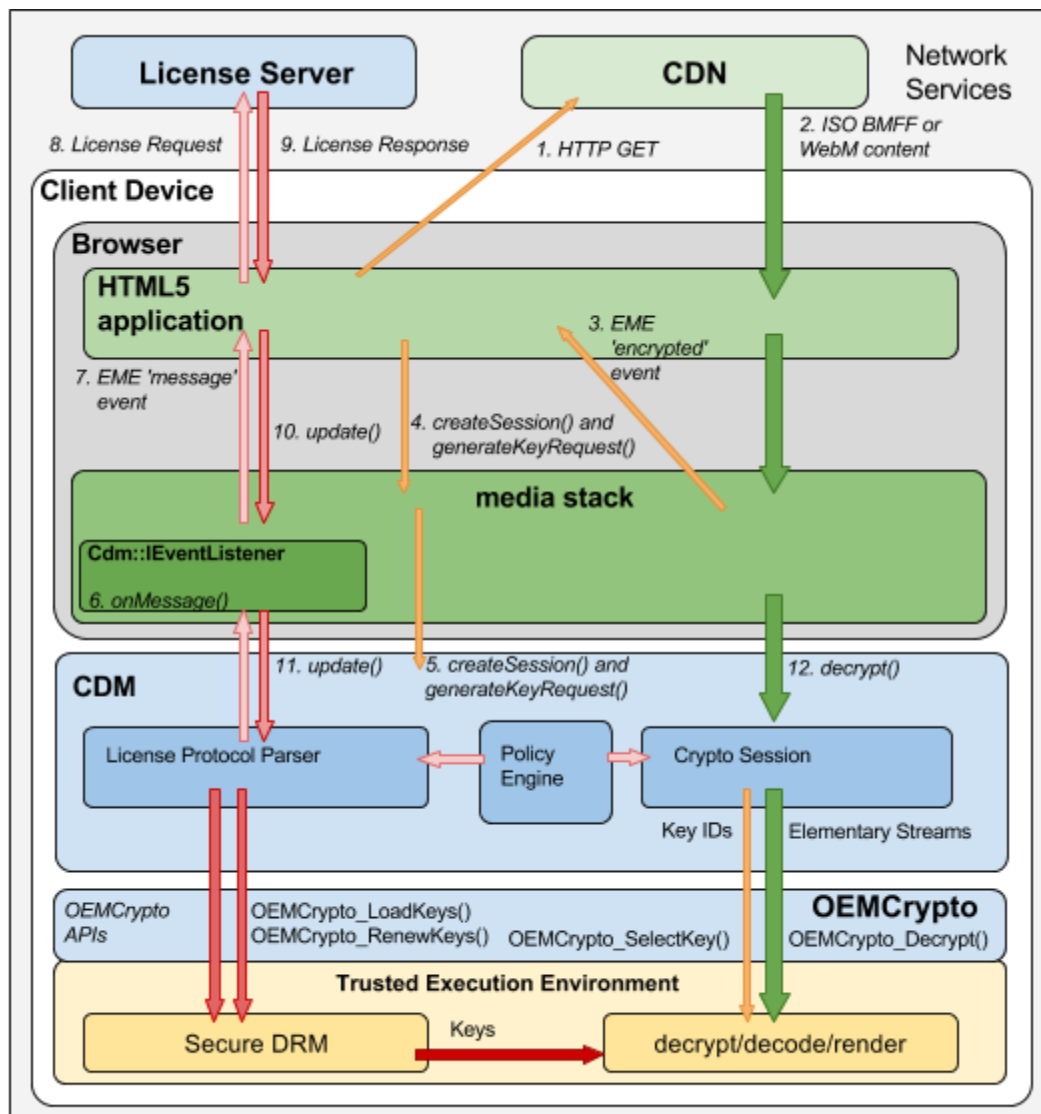 License Server
CDN
Network
Services
8. License Request
9. License Response
1. HTTP GET
2. ISO BMFF or
WebM content
Client Device
Browser
HTML5
application
3. EME
'encrypted'
event
7. EME 'message'
event
10. update()
4. createSession() and
generateKeyRequest()
media stack
Cdm::IEventListener
6. onMessage()
11. update()
5. createSession() and
generateKeyRequest()
12. decrypt()
CDM
License Protocol Parser
Policy
Engine
Crypto Session
Key IDs
Elementary Streams
OEMCrypto
APIs
OEMCrypto_LoadKeys()
OEMCrypto_RenewKeys()
OEMCrypto_SelectKey()
OEMCrypto
OEMCrypto_Decrypt()
Trusted Execution Environment
Secure DRM
Keys
decrypt/decode/render